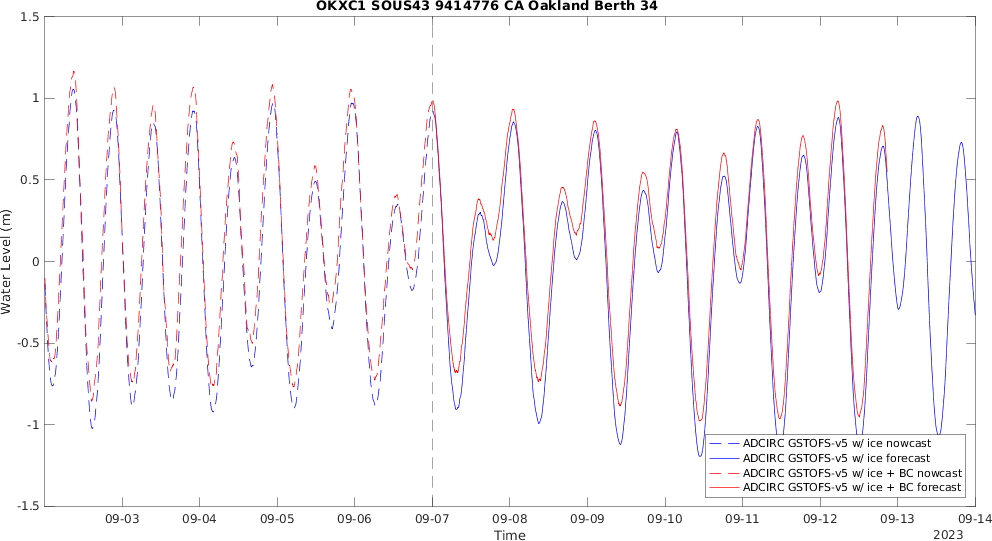 OKXC1 SOUS43 9414776 CA Oakland Berth 34
1.5
1
0.5
0
-0.5
-1
-1.5
Water Level (m)
ADCIRC GSTOFS-v5 w/ ice nowcast
ADCIRC GSTOFS-v5 w/ ice forecast
ADCIRC GSTOFS-v5 w/ ice + BC nowcast
ADCIRC GSTOFS-v5 w/ ice + BC forecast
09-03 09-04 09-05 09-06 09-07 09-08 09-09 09-10 09-11 09-12 09-13 09-14
Time
2023